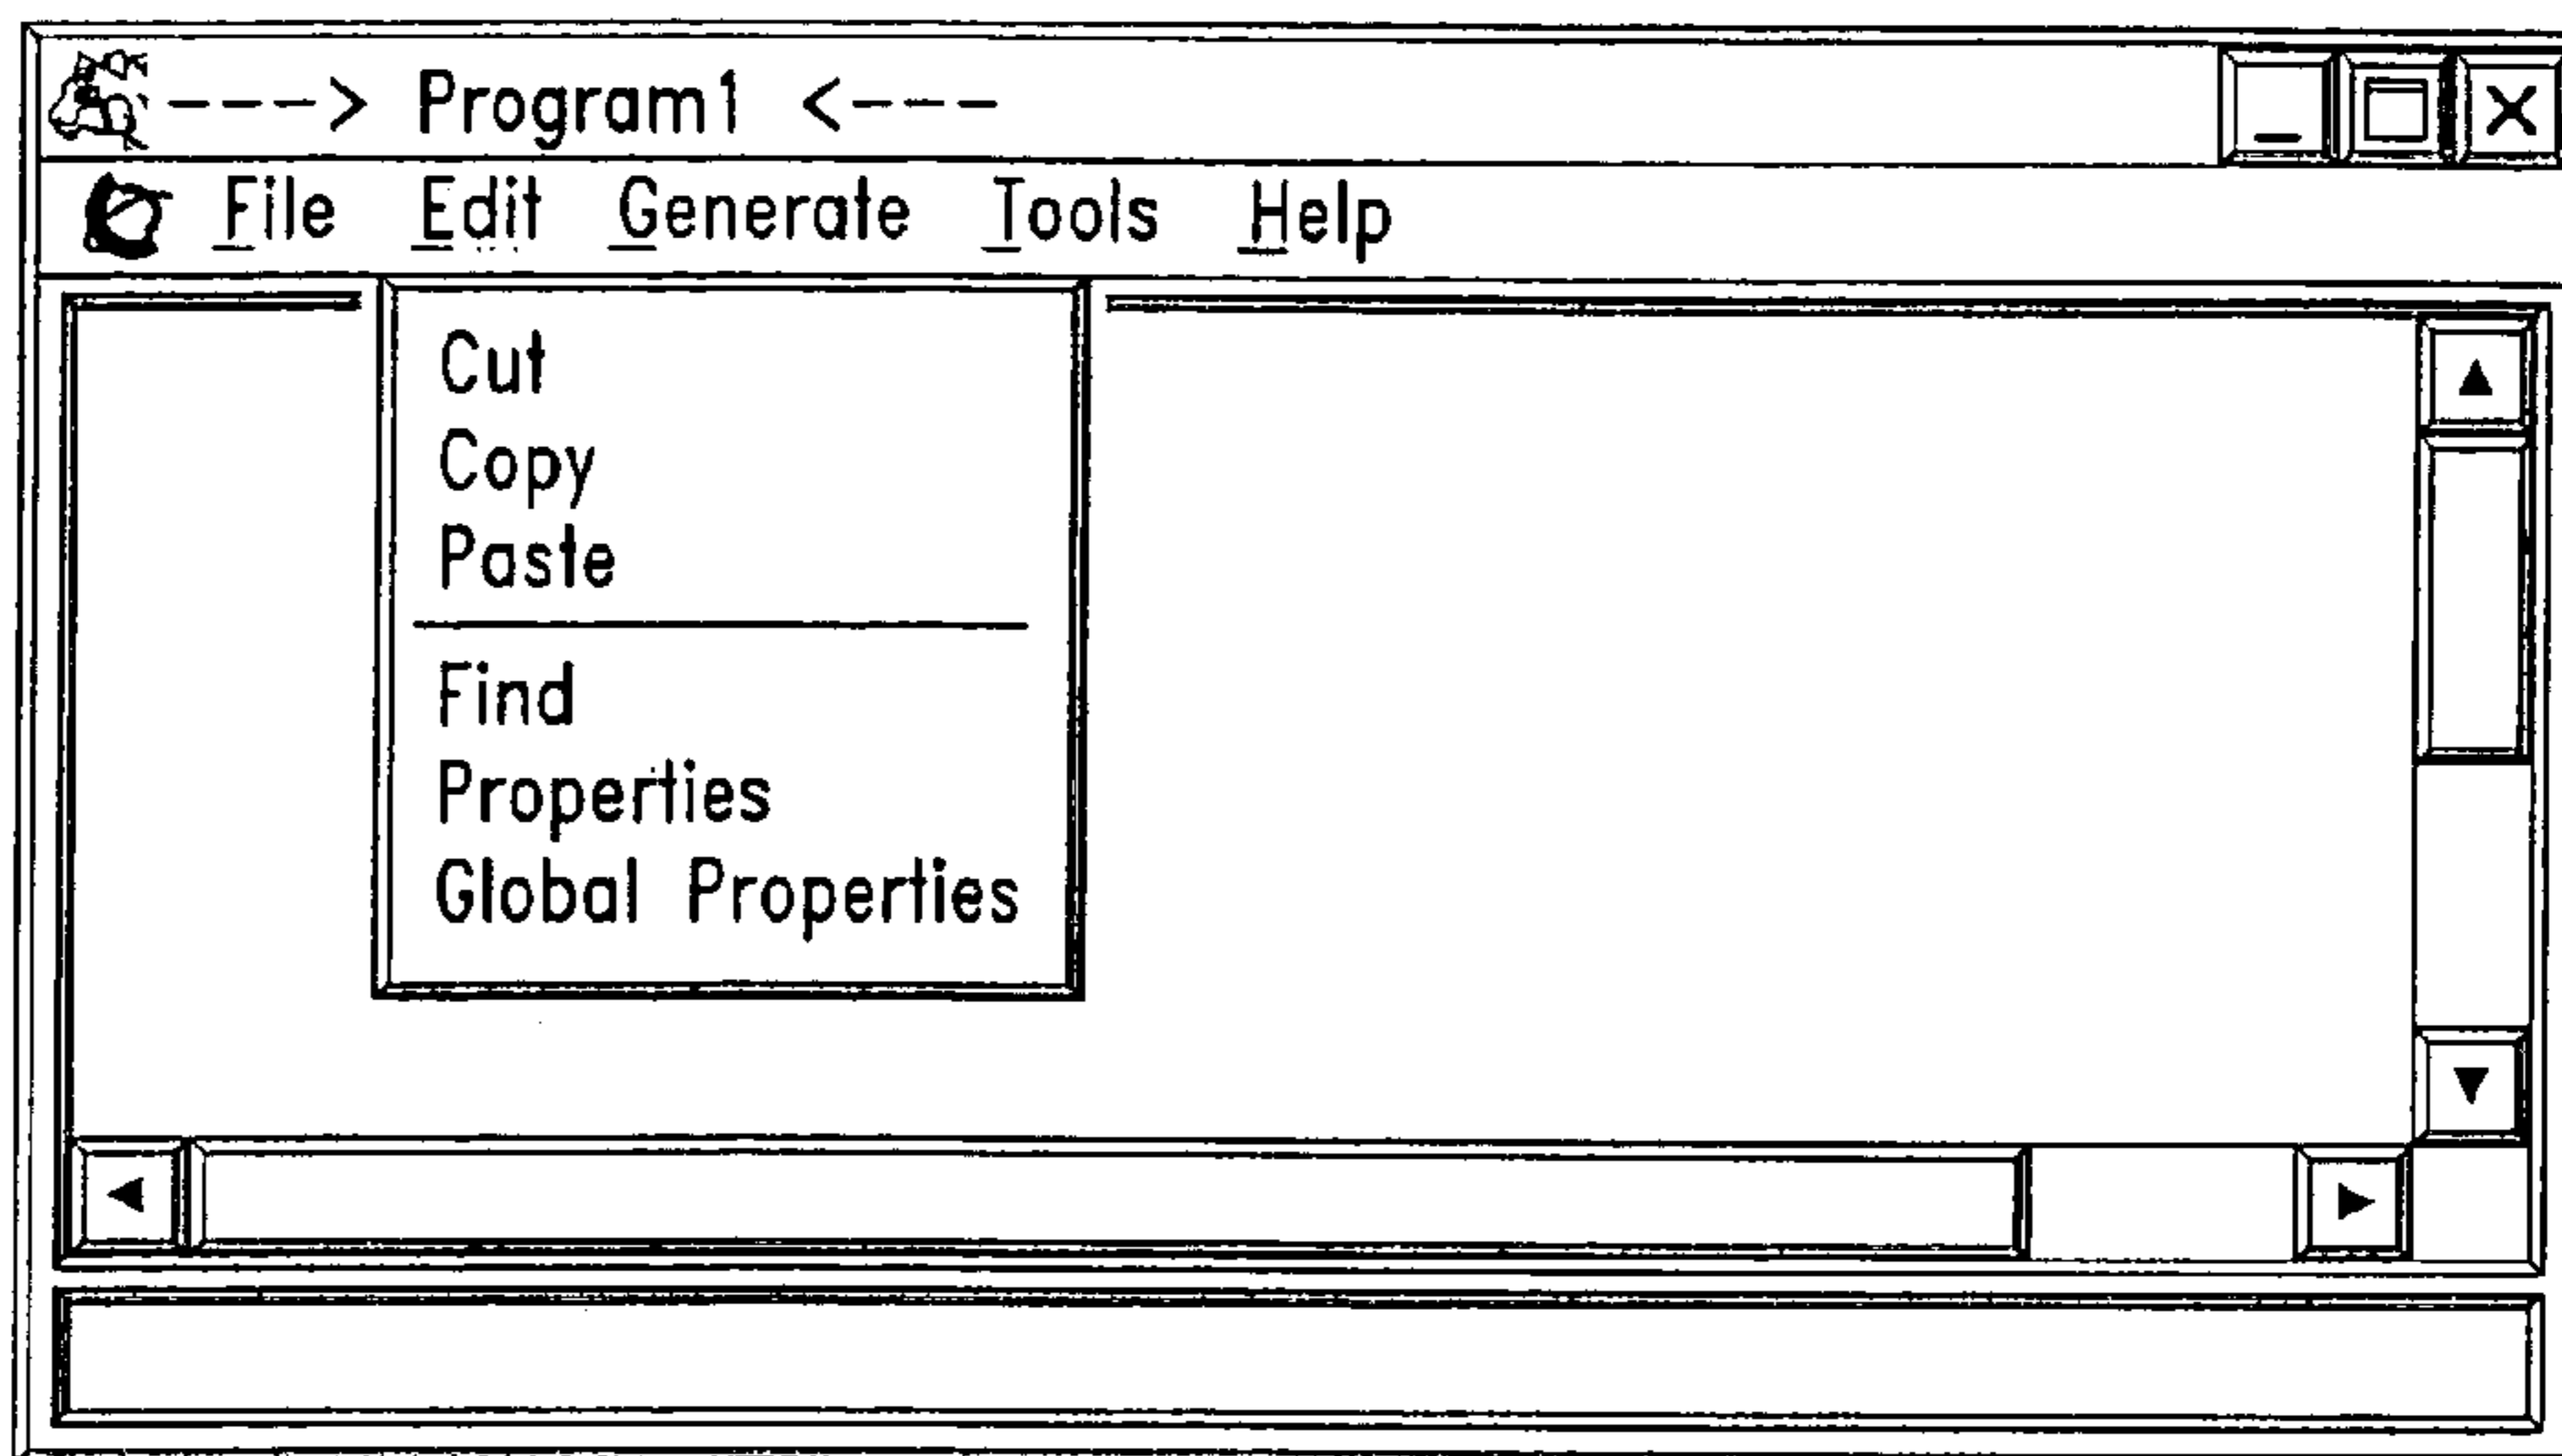 ----> Program1 <---
File Edit Generate Tools Help
Cut
Copy
Paste
Find
Properties
Global Properties